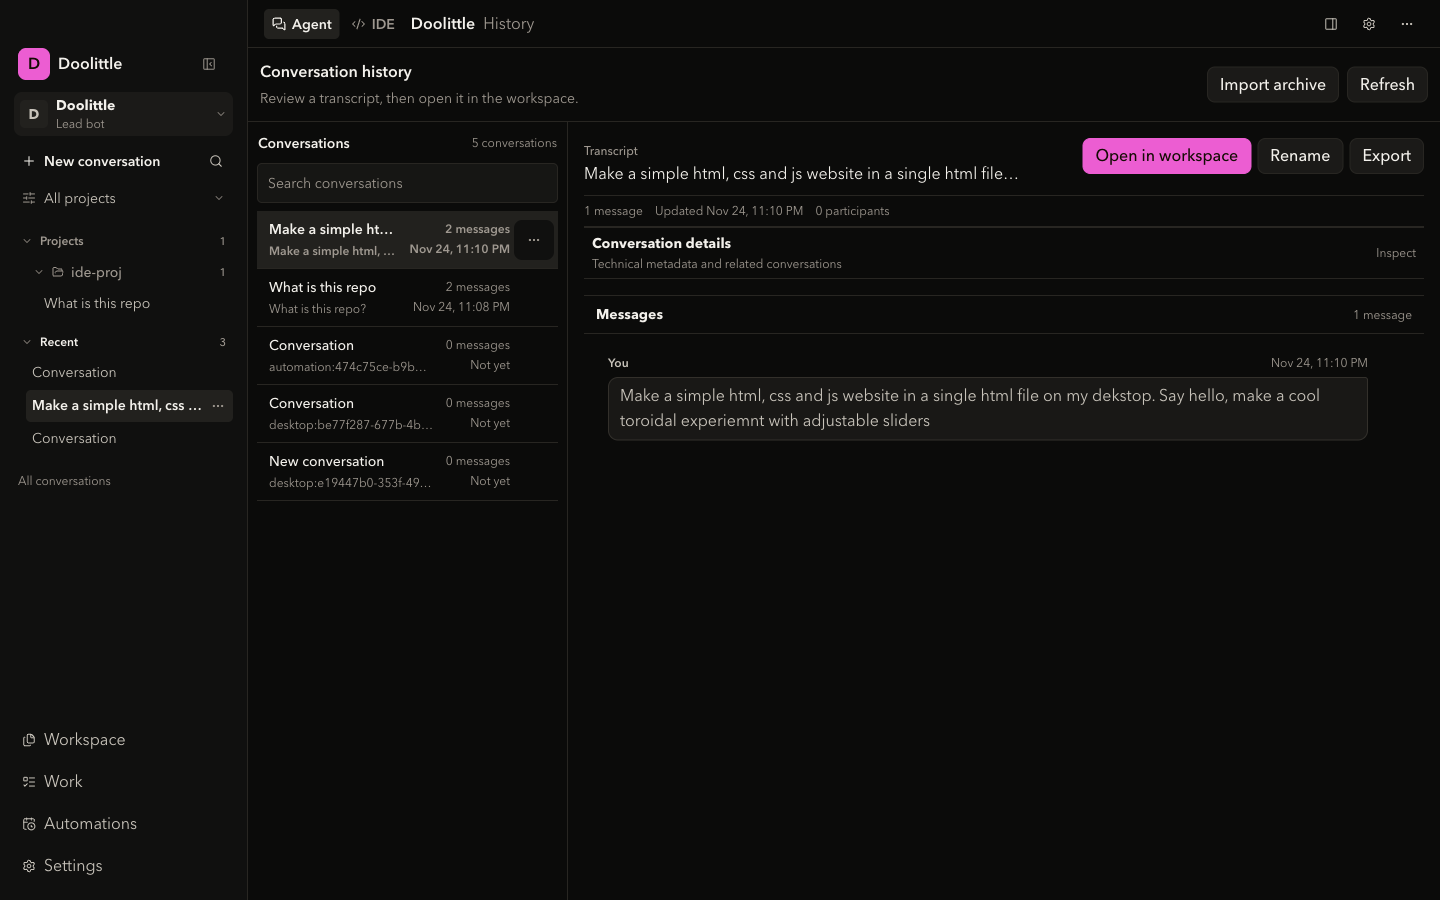 D Doolittle
D Doolittle
Lead bot
New conversation
All projects
Projects 1
ide-proj 1
What is this repo
Recent 3
Conversation
Make a simple html, css ... ...
Conversation
All conversations
Workspace
Work
Automations
Settings
Agent </> IDE Doolittle History ...
Conversation history
Review a transcript, then open it in the workspace.
Import archive Refresh
Conversations 5 conversations
Search conversations
Make a simple ht... 2 messages ...
Make a simple html, ... Nov 24, 11:10 PM
What is this repo 2 messages
What is this repo? Nov 24, 11:08 PM
Conversation 0 messages
automation:474c75ce-b9b... Not yet
Conversation 0 messages
desktop:be77f287-677b-4b... Not yet
New conversation 0 messages
desktop:e19447b0-353f-49... Not yet
Transcript
Make a simple html, css and js website in a single html file...
Open in workspace Rename Export
1 message Updated Nov 24, 11:10 PM 0 participants
Conversation details
Technical metadata and related conversations
Inspect
Messages 1 message
You Nov 24, 11:10 PM
Make a simple html, css and js website in a single html file on my dekstop. Say hello, make a cool
toroidal experiemnt with adjustable sliders